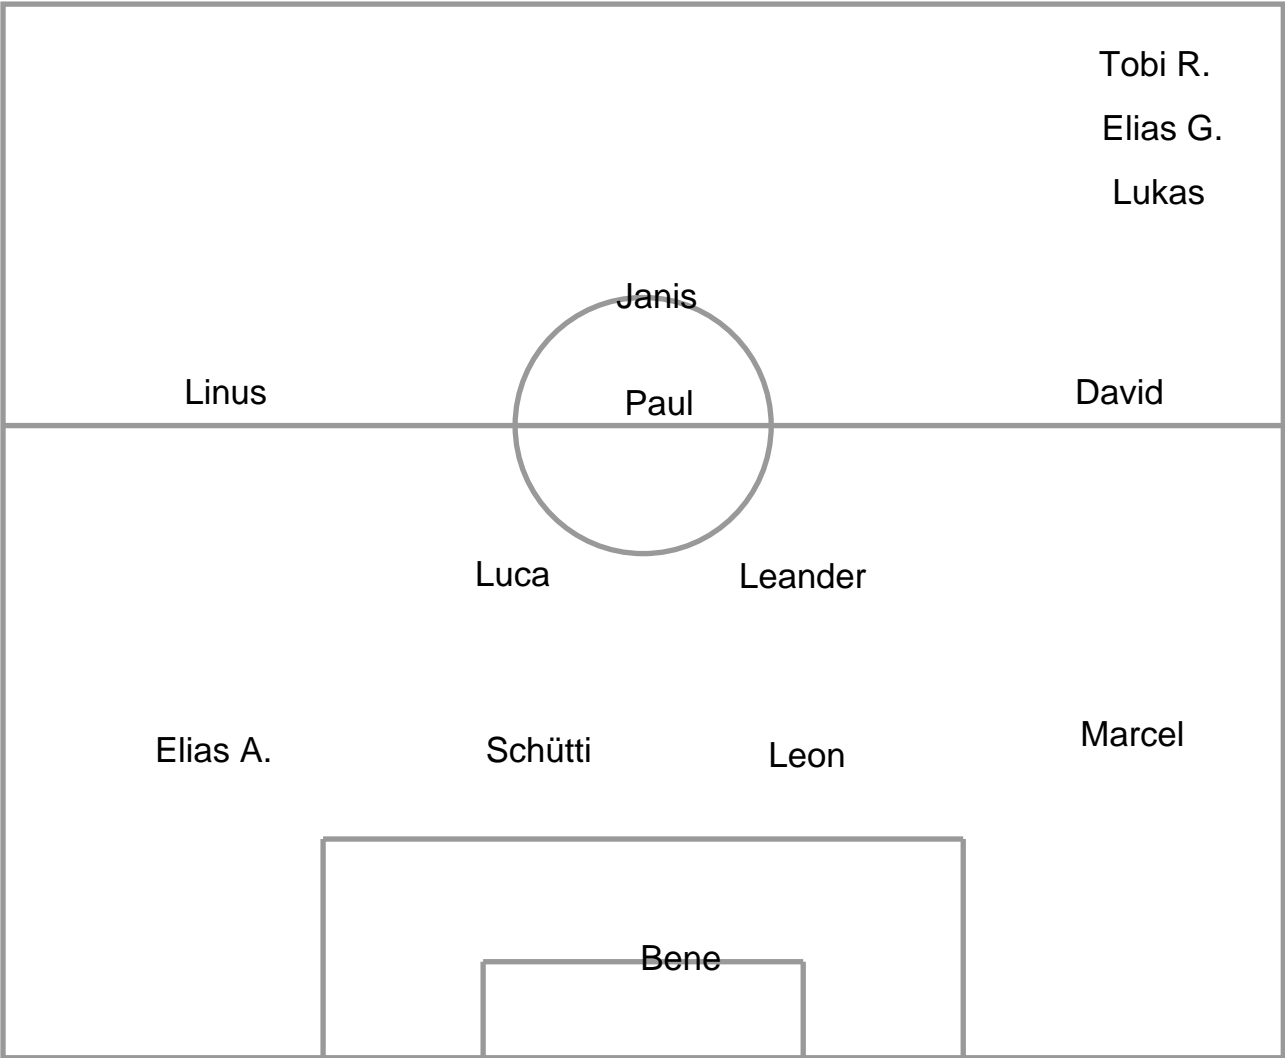 Tobi R.
Elias G.
Lukas
Janis
Linus Paul David
Luca Leander
Elias A. Schütti Leon Marcel
Bene